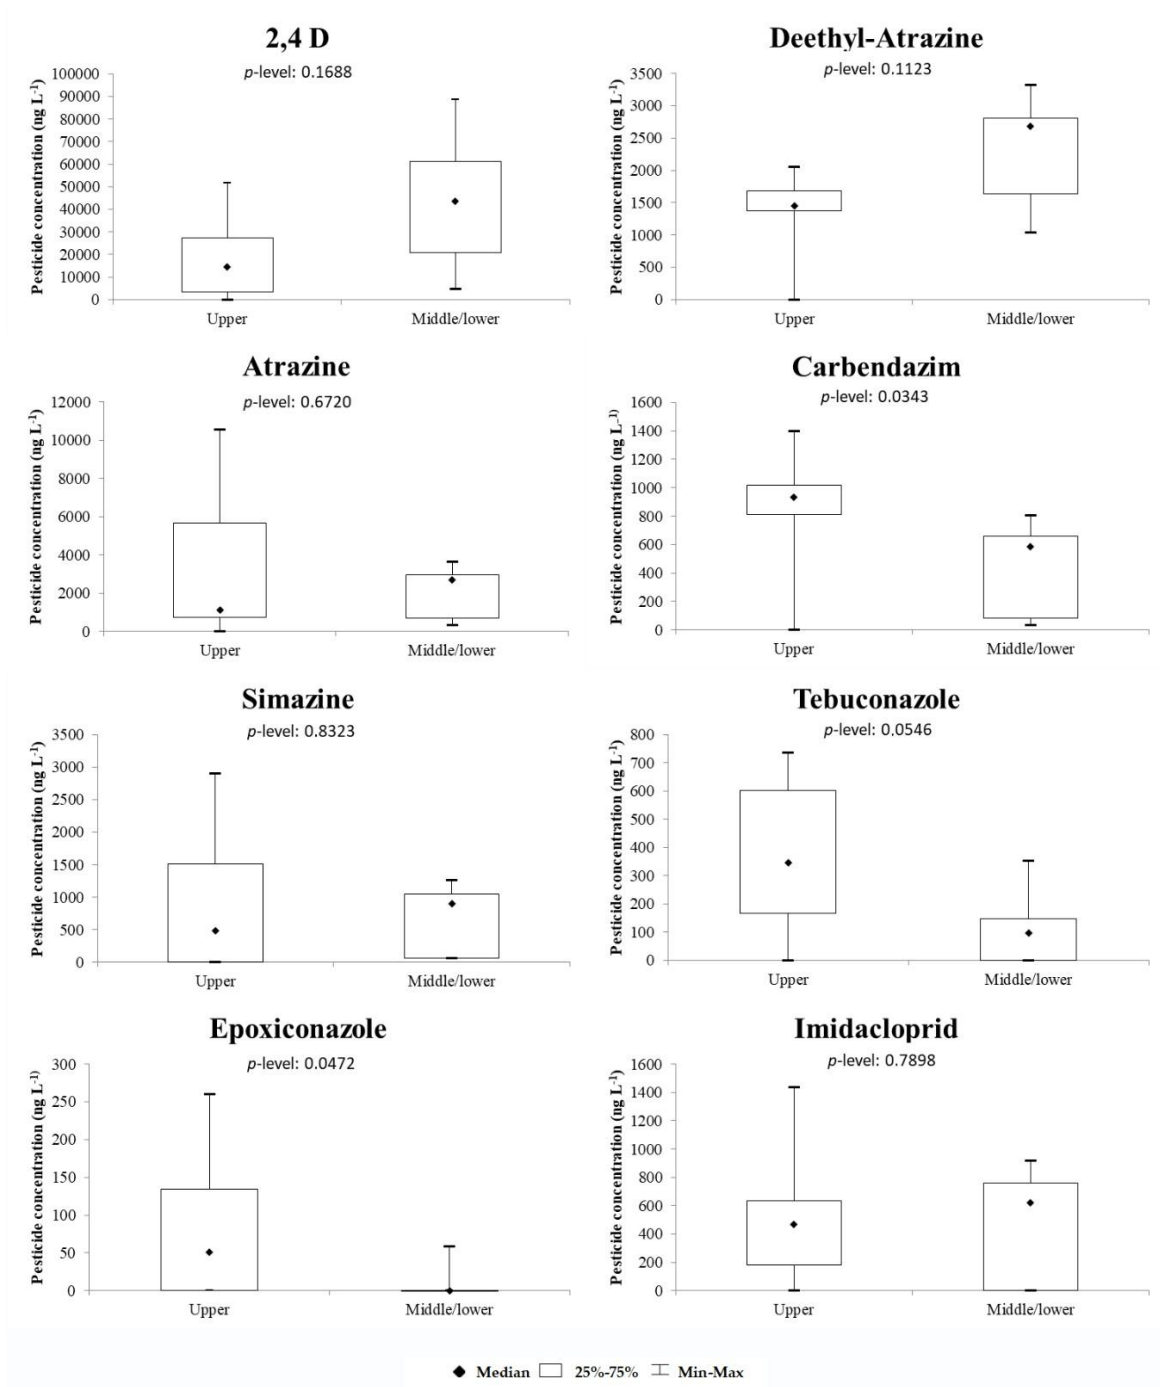 2,4 D
p-level: 0.1688
Pesticide concentration (ng L-1)
100000
90000
80000
70000
60000
50000
40000
30000
20000
10000
0
Upper
Middle/lower
Deethyl-Atrazine
p-level: 0.1123
Pesticide concentration (ng L-1)
3500
3000
2500
2000
1500
1000
500
0
Upper
Middle/lower
Atrazine
p-level: 0.6720
Pesticide concentration (ng L-1)
12000
10000
8000
6000
4000
2000
0
Upper
Middle/lower
Carbendazim
p-level: 0.0343
Pesticide concentration (ng L-1)
1600
1400
1200
1000
800
600
400
200
0
Upper
Middle/lower
Simazine
p-level: 0.8323
Pesticide concentration (ng L-1)
3500
3000
2500
2000
1500
1000
500
0
Upper
Middle/lower
Tebuconazole
p-level: 0.0546
Pesticide concentration (ng L-1)
800
700
600
500
400
300
200
100
0
Upper
Middle/lower
Epoxiconazole
p-level: 0.0472
Pesticide concentration (ng L-1)
300
250
200
150
100
50
0
Upper
Middle/lower
Imidacloprid
p-level: 0.7898
Pesticide concentration (ng L-1)
1600
1400
1200
1000
800
600
400
200
0
Upper
Middle/lower
Median 25%-75% Min-Max